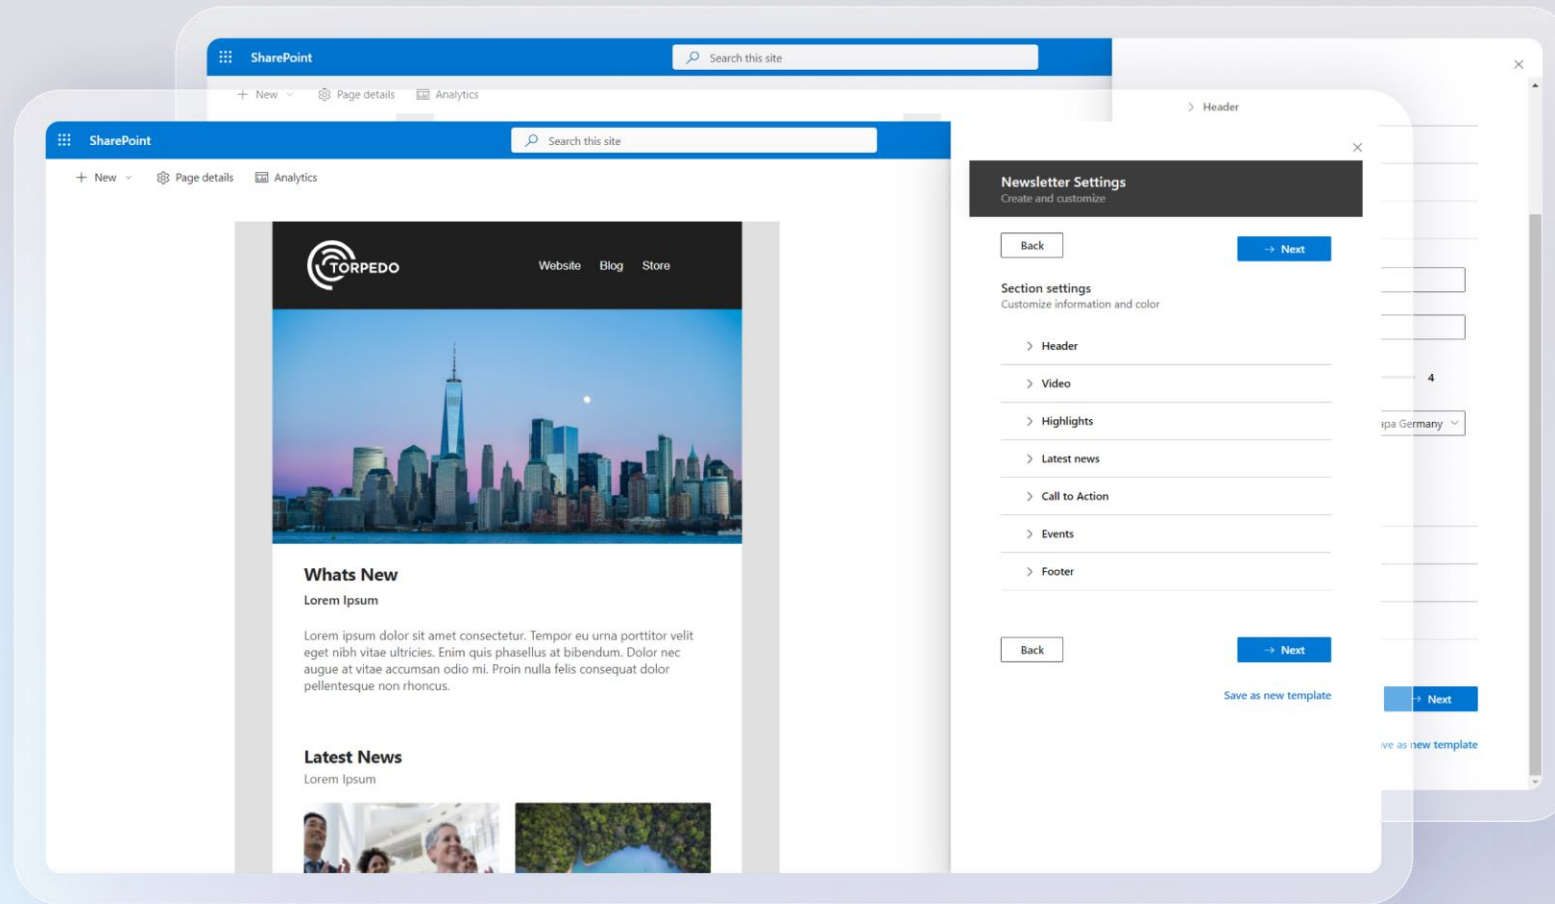 SharePoint
Search this site
New
Page details
Analytics
Header
4
Germany
Next
new template
SharePoint
Search this site
New
Page details
Analytics
TORPEDO
Website Blog Store
Whats New
Lorem Ipsum
Lorem ipsum dolor sit amet consectetur. Tempor eu urna porttitor velit
eget nibh vitae ultricies. Enim quis phasellus at bibendum. Dolor nec
augue at vitae accumsan odio mi. Proin nulla felis consequat dolor
pellentesque non rhoncus.
Latest News
Lorem Ipsum
Newsletter Settings
Create and customize
Back
Next
Section settings
Customize information and color
Header
Video
Highlights
Latest news
Call to Action
Events
Footer
Back
Next
Save as new template